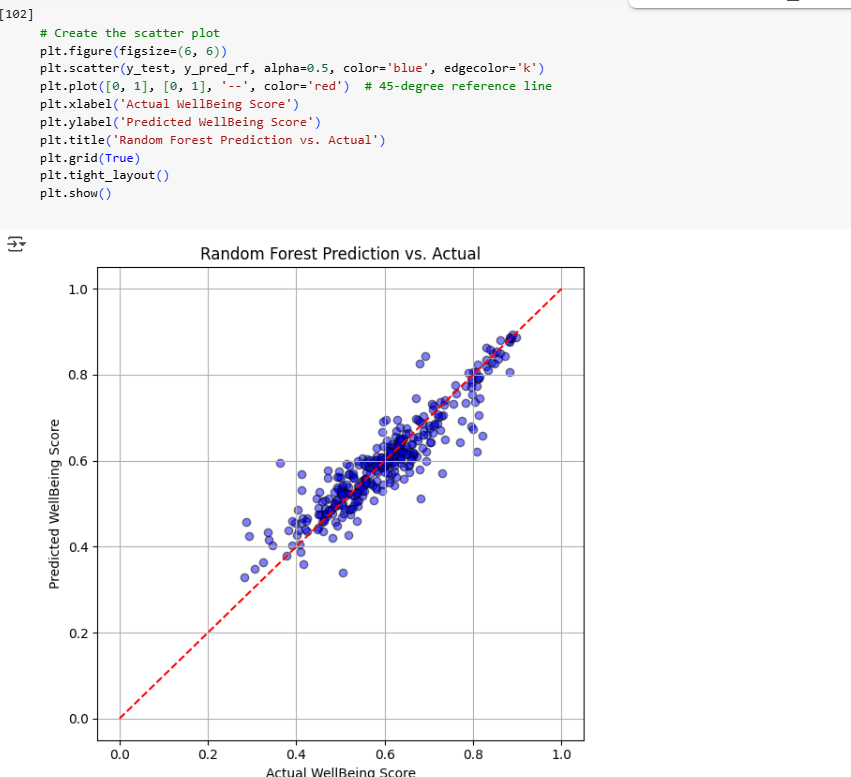 [102]
# Create the scatter plot
plt.figure(figsize=(6, 6))
plt.scatter(y_test, y_pred_rf, alpha=0.5, color='blue', edgecolor='k')
plt.plot([0, 1], [0, 1], '--', color='red')  # 45-degree reference line
plt.xlabel('Actual WellBeing Score')
plt.ylabel('Predicted WellBeing Score')
plt.title('Random Forest Prediction vs. Actual')
plt.grid(True)
plt.tight_layout()
plt.show()
Random Forest Prediction vs. Actual
1.0
0.8
0.6
0.4
0.2
0.0
Predicted WellBeing Score
0.0 0.2 0.4 0.6 0.8 1.0
Actual WellBeing Score